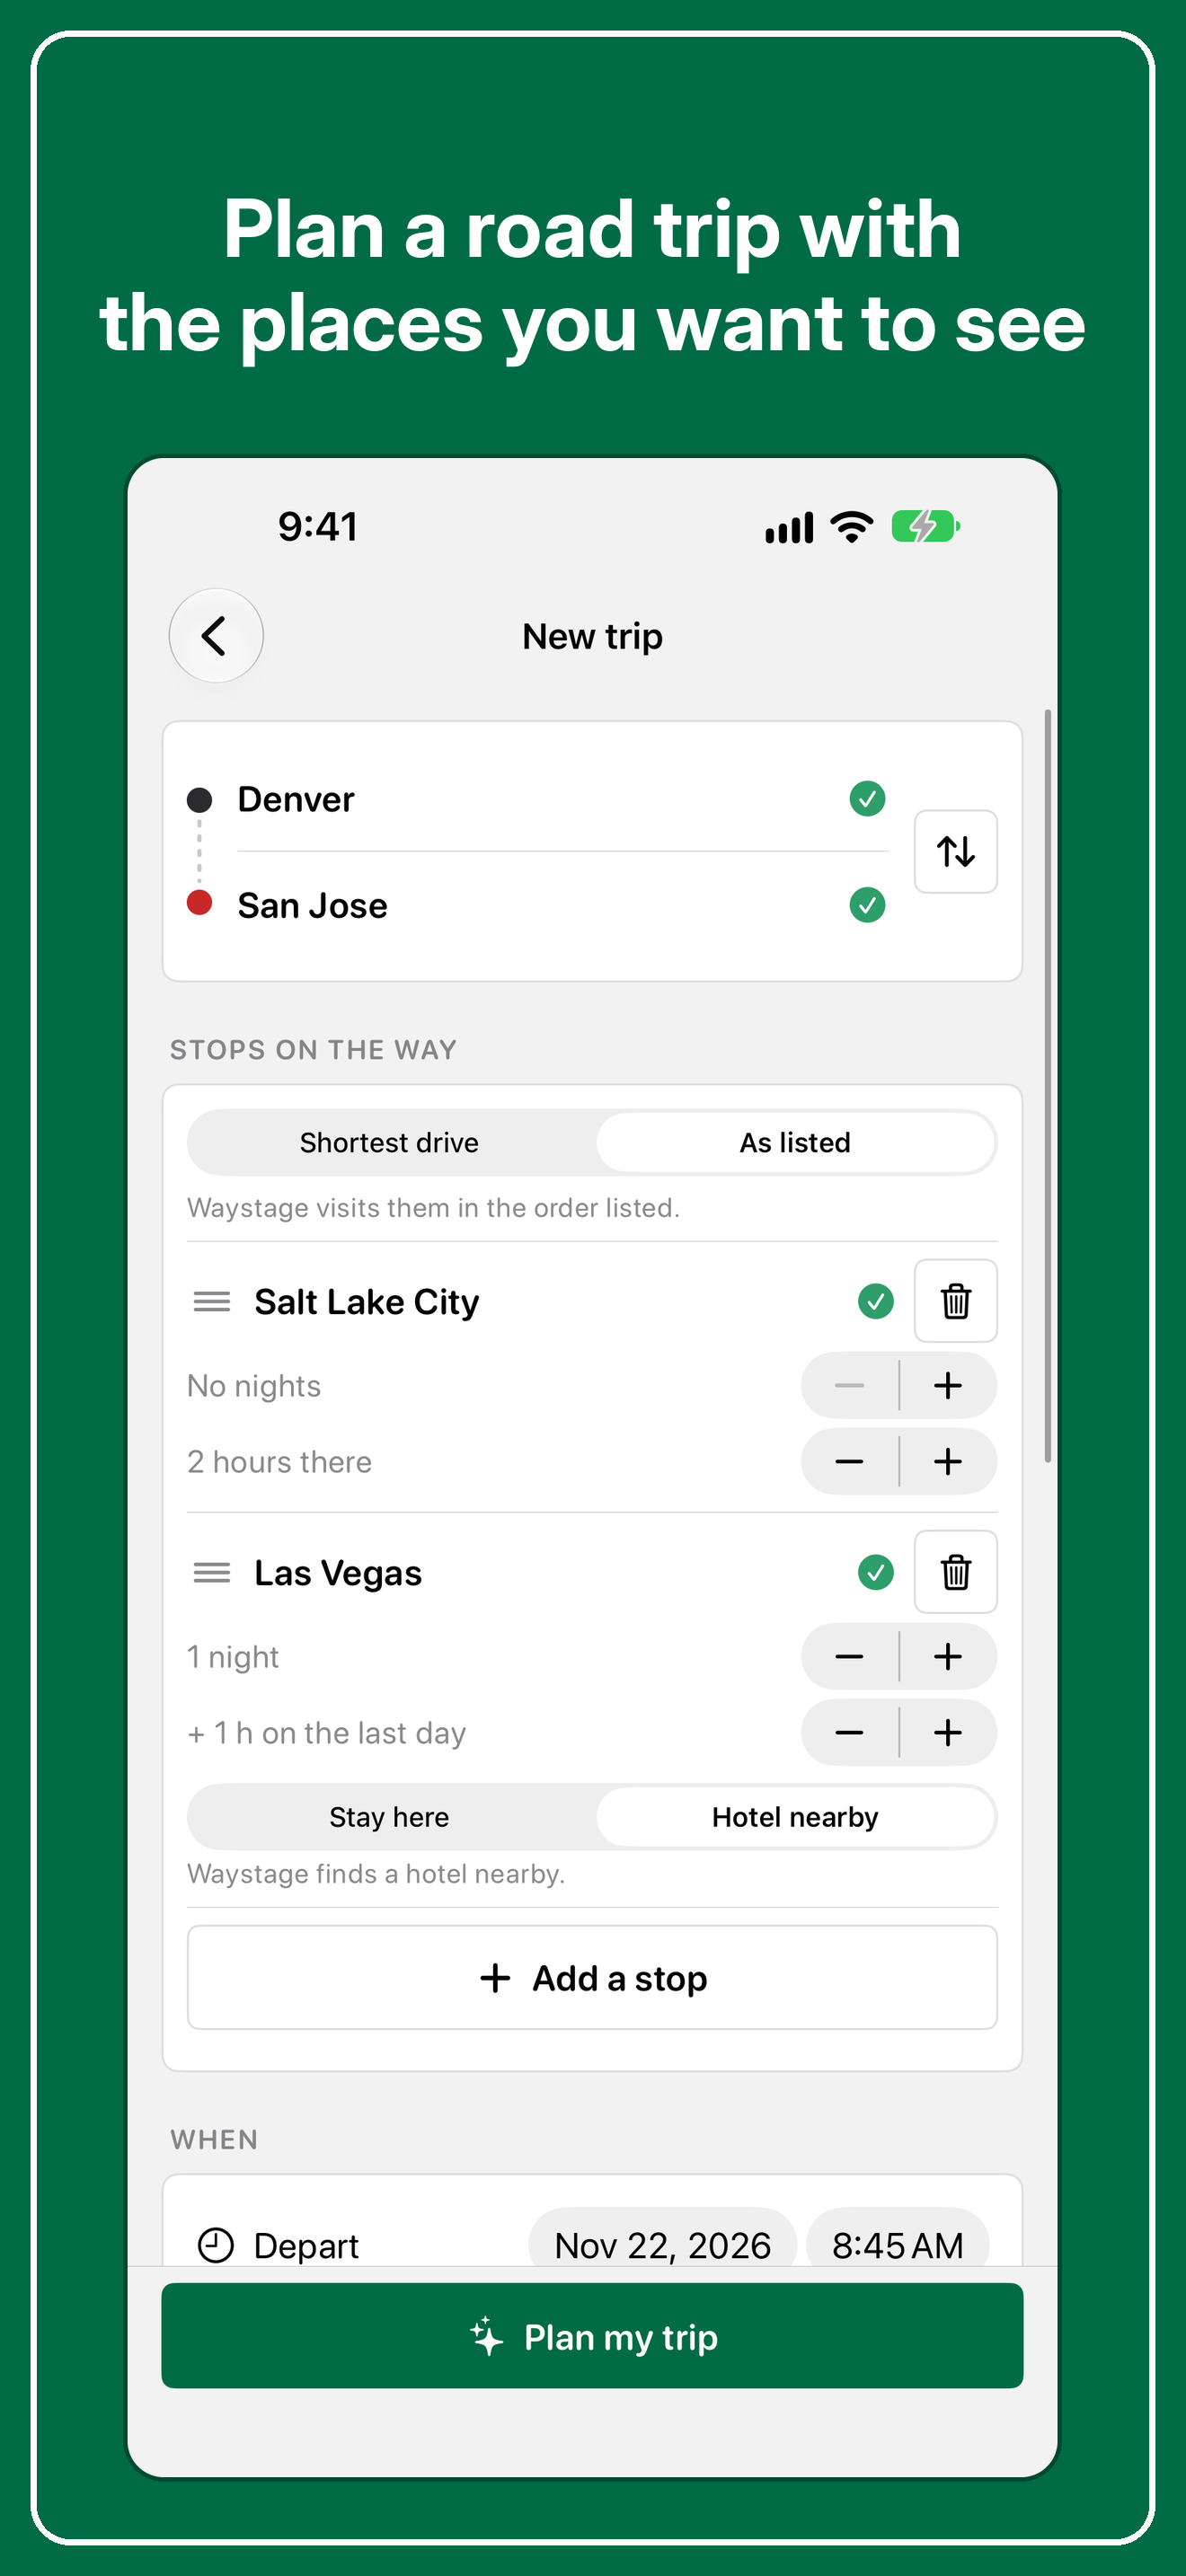 Plan a road trip with
the places you want to see
9:41
New trip
Denver
San Jose
STOPS ON THE WAY
Shortest drive
As listed
Waystage visits them in the order listed.
Salt Lake City
No nights
2 hours there
Las Vegas
1 night
+ 1 h on the last day
Stay here
Hotel nearby
Waystage finds a hotel nearby.
+ Add a stop
WHEN
Depart
Nov 22, 2026
8:45 AM
Plan my trip